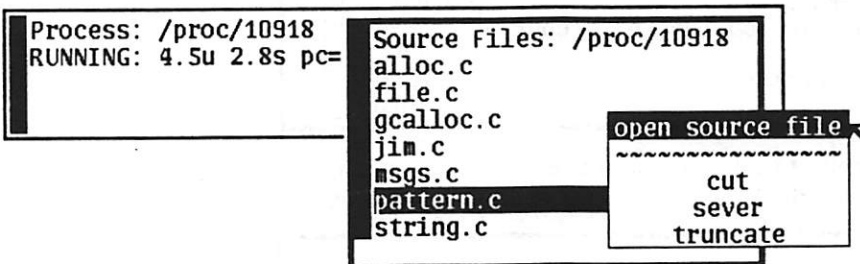 Process: /proc/10918
RUNNING: 4.5u 2.8s pc=
Source Files: /proc/10918
alloc.c
file.c
gcalloc.c
jim.c
msgs.c
pattern.c
string.c
open source file
~~~~~~~~~~~~~~~~
cut
sever
truncate